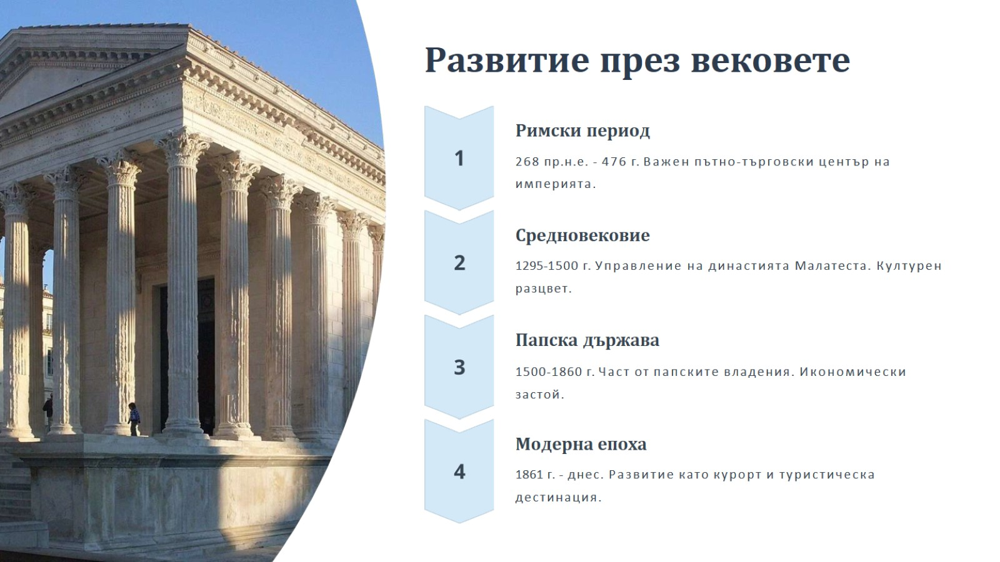 Развитие през вековете
1
Римски период
268 пр.н.е. - 476 г. Важен пътно-търговски център на
империята.
2
Средновековие
1295-1500 г. Управление на династията Малатеста. Културен
разцвет.
3
Папска държава
1500-1860 г. Част от папските владения. Икономически
застой.
4
Модерна епоха
1861 г. - днес. Развитие като курорт и туристическа
дестинация.